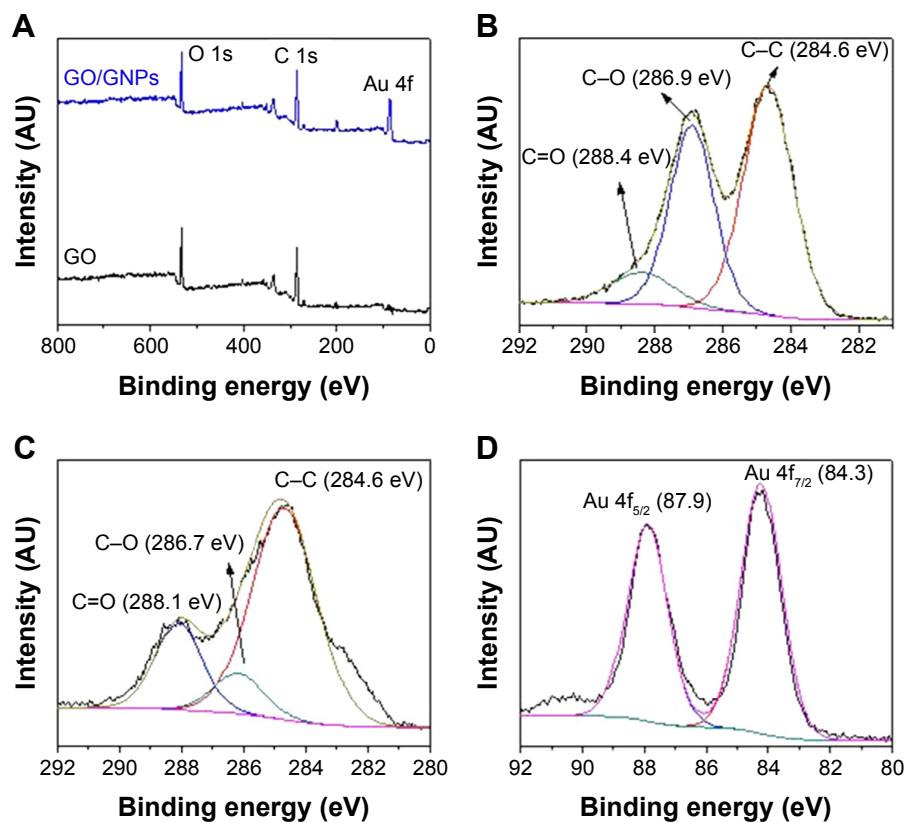 A
Intensity (AU)
GO/GNPs
O 1s
C 1s
Au 4f
GO
800 600 400 200 0
Binding energy (eV)
B
Intensity (AU)
C–C (284.6 eV)
C–O (286.9 eV)
C=O (288.4 eV)
292 290 288 286 284 282
Binding energy (eV)
C
Intensity (AU)
C–C (284.6 eV)
C–O (286.7 eV)
C=O (288.1 eV)
292 290 288 286 284 282 280
Binding energy (eV)
D
Intensity (AU)
Au 4f7/2 (84.3)
Au 4f5/2 (87.9)
92 90 88 86 84 82 80
Binding energy (eV)